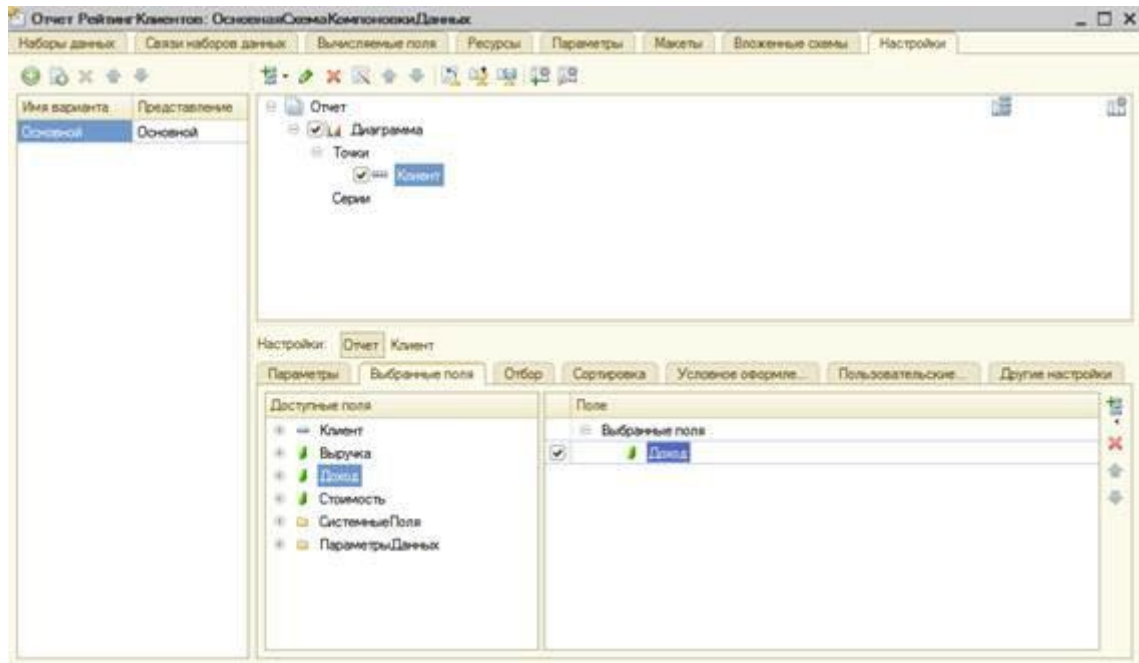 Отчет РейтингКлиентов: ОсновнаяСхемаКомпоновкиДанных
Наборы данных Связи наборов данных Вычисляемые поля Ресурсы Параметры Макеты Вложенные схемы Настройки
Имя варианта Представление
Основной Основной
Отчет
Диаграмма
Точки
Клиент
Серии
Настройки: Отчет Клиент
Параметры Выбранные поля Отбор Сортировка Условное оформле... Пользовательские... Другие настройки
Доступные поля Поле
Клиент Выбранные поля
Выручка Доход
Доход
Стоимость
СистемныеПоля
ПараметрыДанных